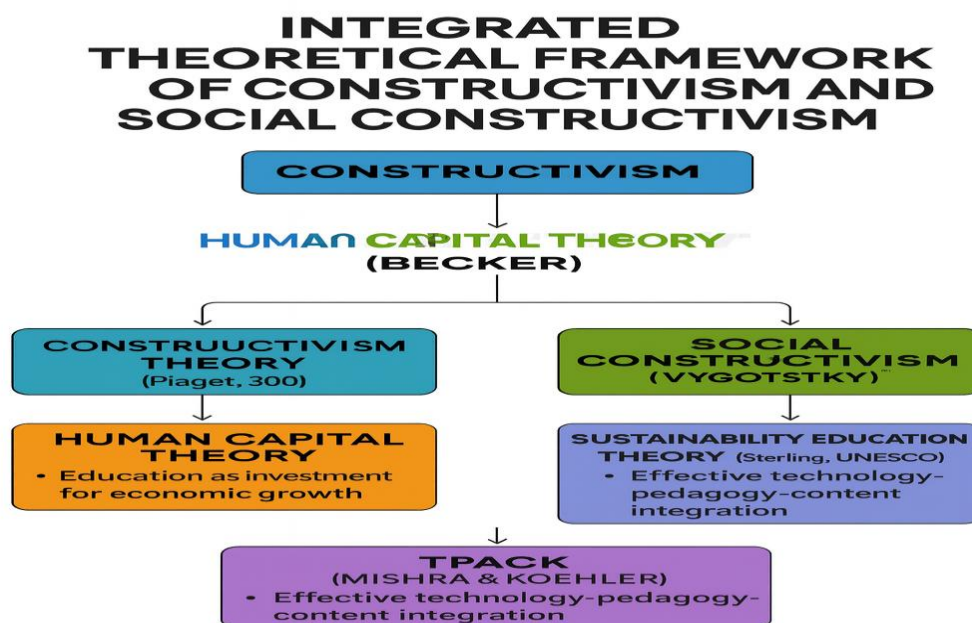 INTEGRATED
THEORETICAL FRAMEWORK
OF CONSTRUCTIVISM AND
SOCIAL CONSTRUCTIVISM
CONSTRUCTIVISM
HUMAN CAPITAL THEORY
(BECKER)
CONSTRUUCTIVISM
THEORY
(Piaget, 300)
SOCIAL
CONSTRUCTIVISM
(VYGOTSTKY)
HUMAN CAPITAL
THEORY
• Education as investment
for economic growth
SUSTAINABILITY EDUCATION
THEORY (Sterling, UNESCO)
• Effective technology-
pedagogy-content
integration
TPACK
(MISHRA & KOEHLER)
• Effective technology-pedagogy-
content integration